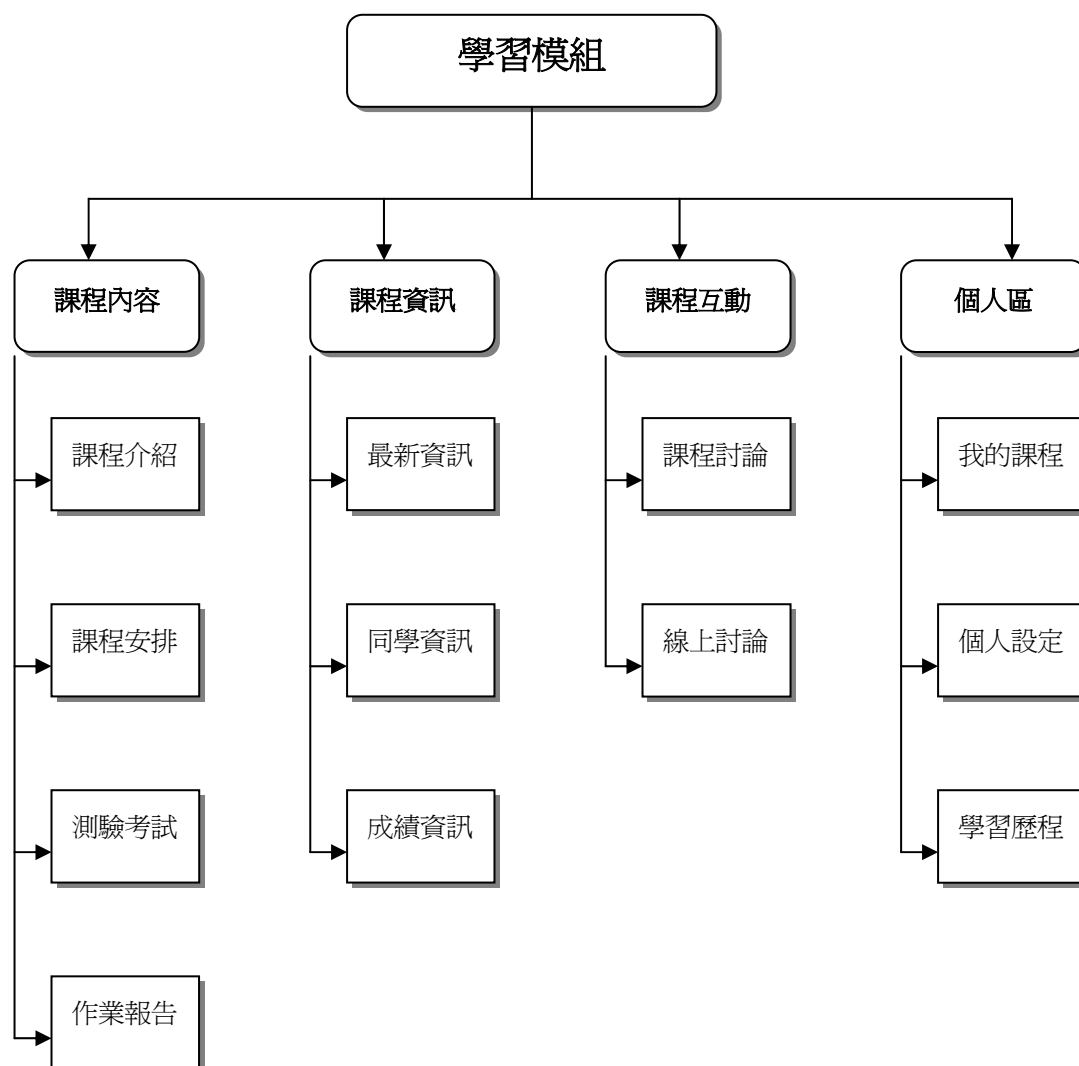 學習模組
課程內容
課程資訊
課程互動
個人區
課程介紹
最新資訊
課程討論
我的課程
課程安排
同學資訊
線上討論
個人設定
測驗考試
成績資訊
學習歷程
作業報告